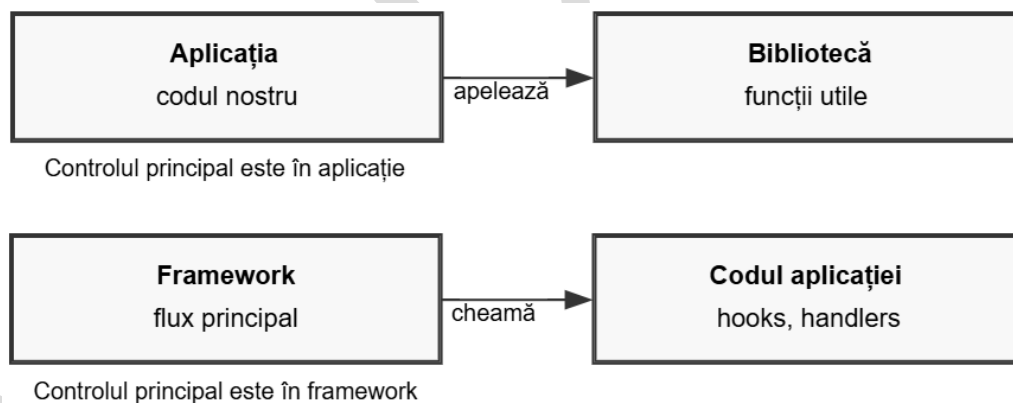 Aplicația
codul nostru
apelează
Bibliotecă
funcții utile
Controlul principal este în aplicație
Framework
flux principal
cheamă
Codul aplicației
hooks, handlers
Controlul principal este în framework